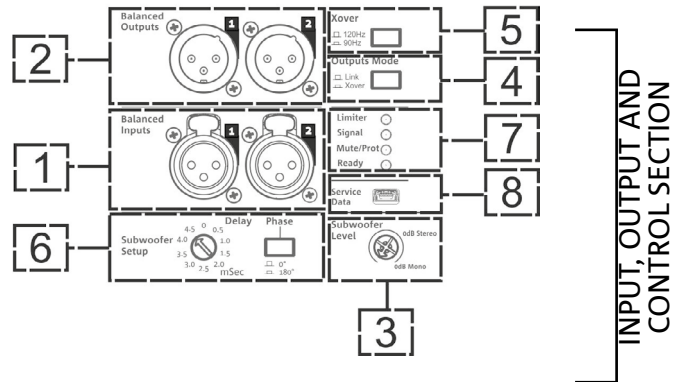 Balanced
Outputs
1
2
Xover
120Hz
90Hz
5
2
Outputs Mode
Link
Xover
4
Balanced
Inputs
1
2
1
Limiter
Signal
Mute/Prot
Ready
7
Service
Data
8
Delay
Phase
Subwoofer
Setup
0
0.5
1.0
1.5
2.0
2.5
3.0
3.5
4.0
4.5
mSec
0°
180°
6
Subwoofer
Level
0dB Stereo
0dB Mono
3
INPUT, OUTPUT AND
CONTROL SECTION